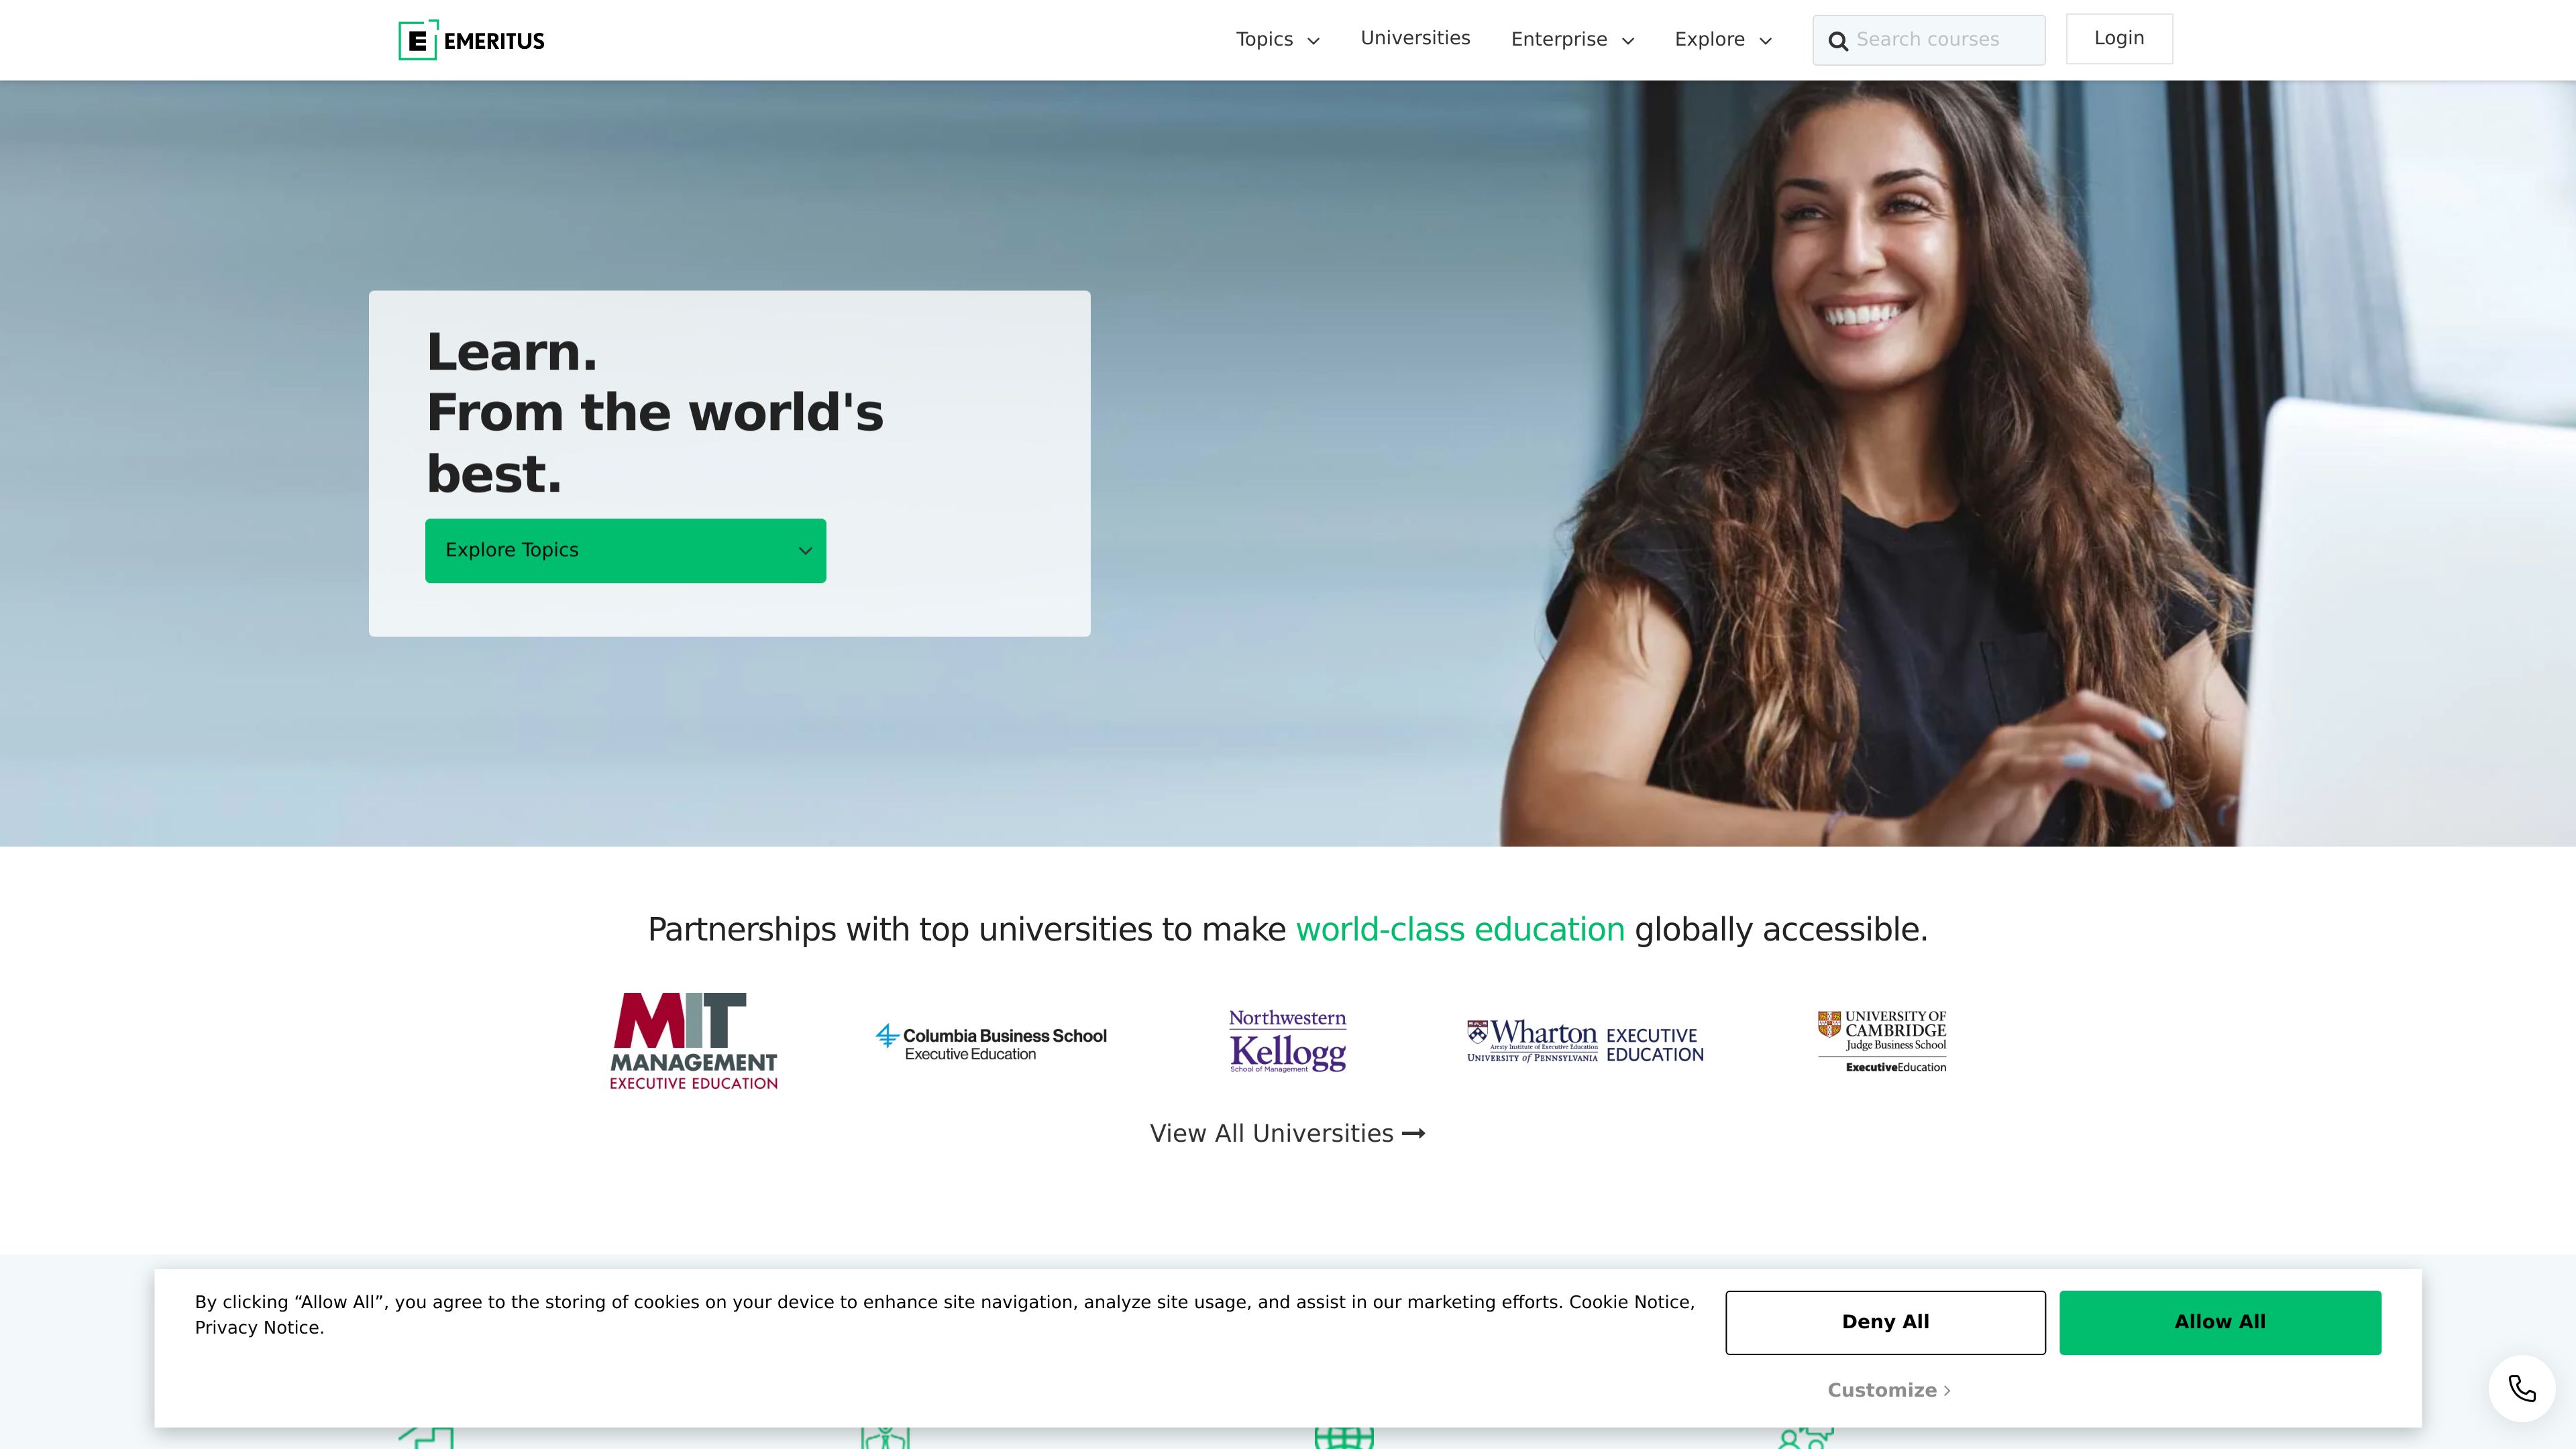 E EMERITUS
Topics
Universities
Enterprise
Explore
Search courses
Login
Learn.
From the world's
best.
Explore Topics
Partnerships with top universities to make world-class education globally accessible.
MIT
MANAGEMENT
EXECUTIVE EDUCATION
Columbia Business School
Executive Education
Northwestern
Kellogg
School of Management
Wharton
Aresty Institute of Executive Education
UNIVERSITY of PENNSYLVANIA
EXECUTIVE
EDUCATION
UNIVERSITY OF
CAMBRIDGE
Judge Business School
ExecutiveEducation
View All Universities
By clicking “Allow All”, you agree to the storing of cookies on your device to enhance site navigation, analyze site usage, and assist in our marketing efforts. Cookie Notice,
Privacy Notice.
Deny All
Allow All
Customize